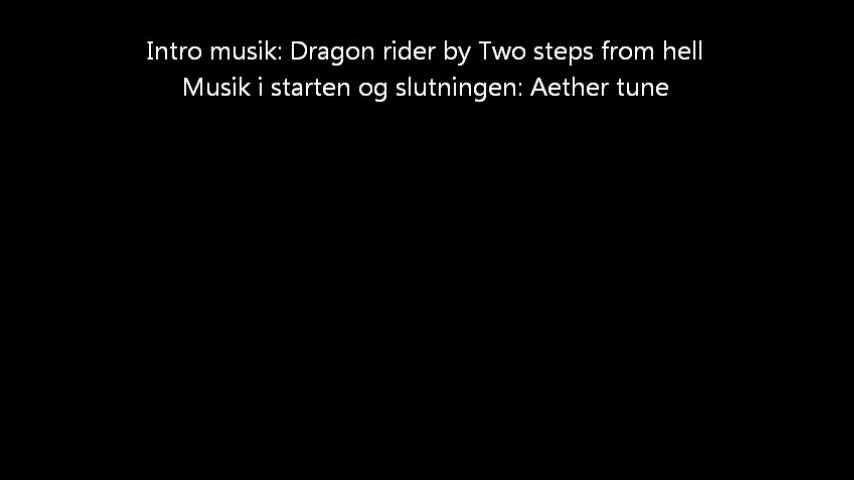 Intro musik: Dragon rider by Two steps from hell
Musik i starten og slutningen: Aether tune